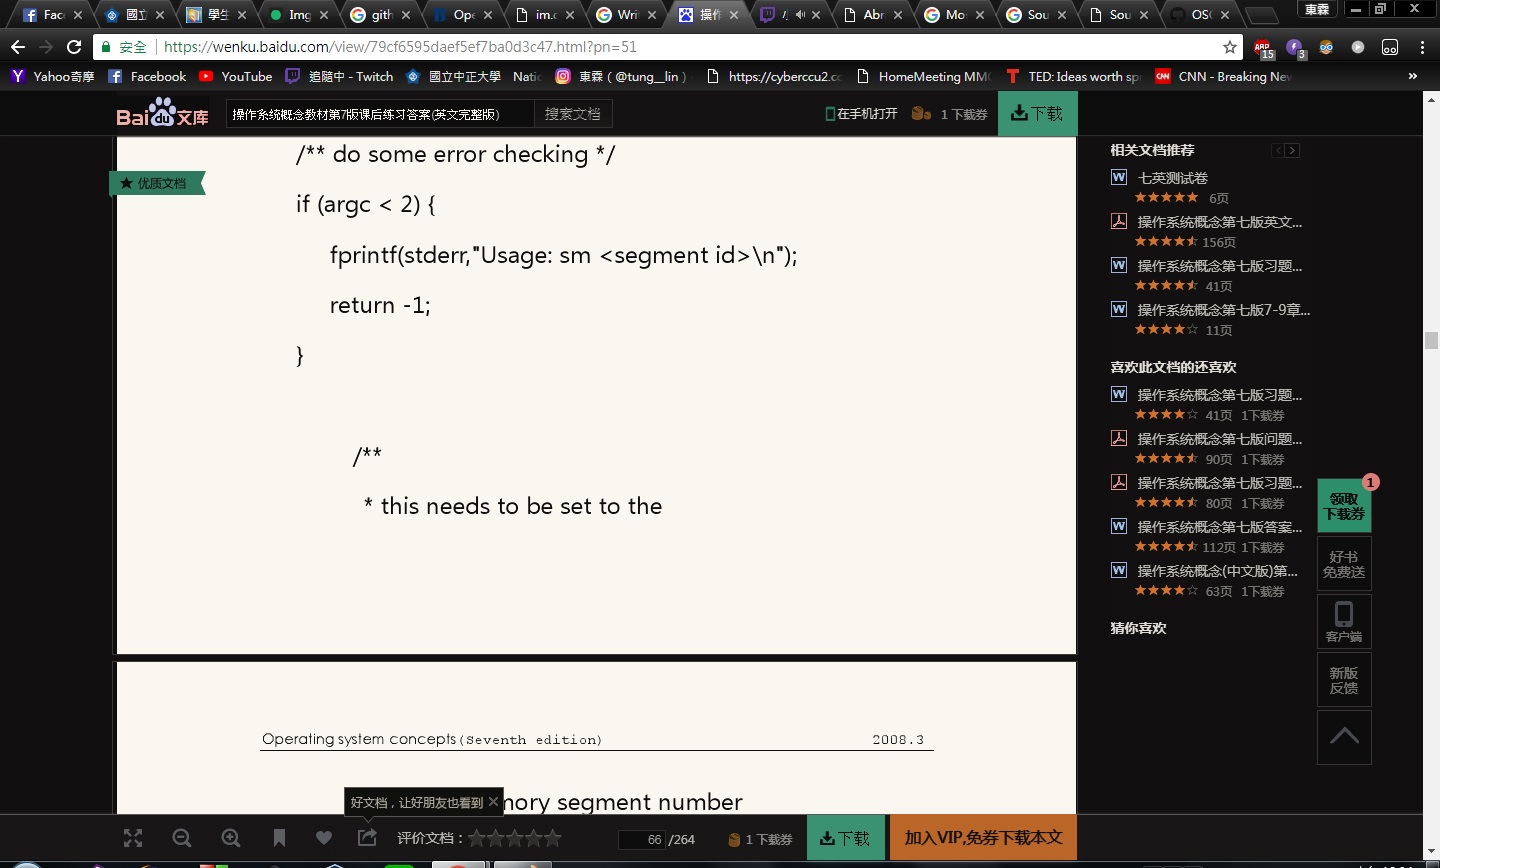 Fac
國立
學生
Img
gith
Ope
im.c
Writ
操作
Abr
Mo
Sou
Sou
OSC
東霖
安全 https://wenku.baidu.com/view/79cf6595daef5ef7ba0d3c47.html?pn=51
15
3
Yahoo奇摩
Facebook
YouTube
追隨中 - Twitch
國立中正大學 Natio
東霖 ( @tung__lin )
https://cyberccu2.cc
HomeMeeting MMC
TED: Ideas worth spr
CNN - Breaking New
»
Bai du 文库
操作系统概念教材第7版课后练习答案(英文完整版)
搜索文档
在手机打开
1 下载券
下载
优质文档
/** do some error checking */
if (argc < 2) {
fprintf(stderr,"Usage: sm <segment id>\n");
return -1;
}
/**
* this needs to be set to the
Operating system concepts(Seventh edition) 2008.3
mory segment number
好文档，让好朋友也看到
评价文档：
66 /264
1 下载券
下载
加入VIP,免券下载本文
相关文档推荐
七英测试卷
6页
操作系统概念第七版英文...
156页
操作系统概念第七版习题...
41页
操作系统概念第七版7-9章...
11页
喜欢此文档的还喜欢
操作系统概念第七版习题...
41页 1下载券
操作系统概念第七版问题...
90页 1下载券
操作系统概念第七版习题...
80页 1下载券
操作系统概念第七版答案...
112页 1下载券
操作系统概念(中文版)第...
63页 1下载券
猜你喜欢
1
领取
下载券
好书
免费送
客户端
新版
反馈